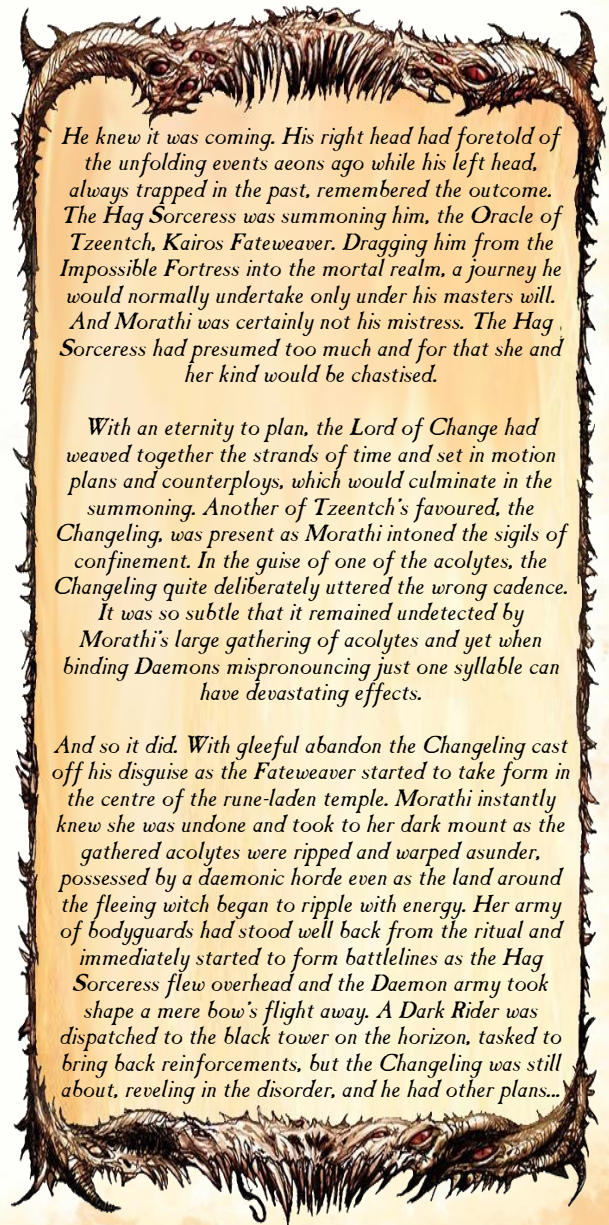 He knew it was coming. His right head had foretold of
the unfolding events aeons ago while his left head,
always trapped in the past, remembered the outcome.
The Hag Sorceress was summoning him, the Oracle of
Tzeentch, Kairos Fateweaver. Dragging him from the
Impossible Fortress into the mortal realm, a journey he
would normally undertake only under his masters will.
And Morathi was certainly not his mistress. The Hag
Sorceress had presumed too much and for that she and
her kind would be chastised.
With an eternity to plan, the Lord of Change had
weaved together the strands of time and set in motion
plans and counterploys, which would culminate in the
summoning. Another of Tzeentch's favoured, the
Changeling, was present as Morathi intoned the sigils of
confinement. In the guise of one of the acolytes, the
Changeling quite deliberately uttered the wrong cadence.
It was so subtle that it remained undetected by
Morathi's large gathering of acolytes and yet when
binding Daemons mispronouncing just one syllable can
have devastating effects.
And so it did. With gleeful abandon the Changeling cast
off his disguise as the Fateweaver started to take form in
the centre of the rune-laden temple. Morathi instantly
knew she was undone and took to her dark mount as the
gathered acolytes were ripped and warped asunder,
possessed by a daemonic horde even as the land around
the fleeing witch began to ripple with energy. Her army
of bodyguards had stood well back from the ritual and
immediately started to form battlelines as the Hag
Sorceress flew overhead and the Daemon army took
shape a mere bow's flight away. A Dark Rider was
dispatched to the black tower on the horizon, tasked to
bring back reinforcements, but the Changeling was still
about, reveling in the disorder, and he had other plans...